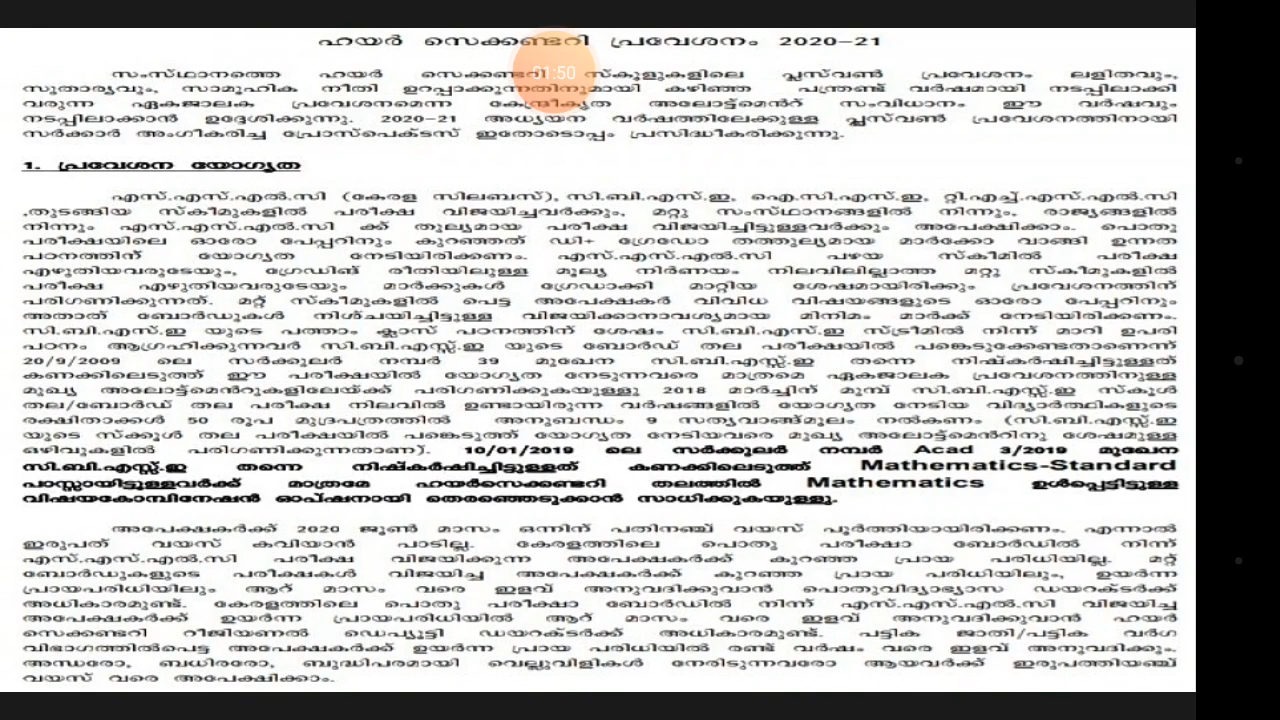 ഹയർ സെക്കണ്ടറി പ്രവേശനം 2020-21
01:50
സംസ്ഥാനത്തെ ഹയർ സെക്കണ്ടറി സ്കൂളുകളിലെ പ്ലസ്‌വൺ പ്രവേശനം ലളിതവും,
സുതാര്യവും, സാമൂഹിക നീതി ഉറപ്പാക്കുന്നതിനുമായി കഴിഞ്ഞ പന്ത്രണ്ട് വർഷമായി നടപ്പിലാക്കി
വരുന്ന ഏകജാലക പ്രവേശനമെന്ന കേന്ദ്രീകൃത അലോട്ട്മെൻറ് സംവിധാനം ഈ വർഷവും
നടപ്പിലാക്കാൻ ഉദ്ദേശിക്കുന്നു. 2020-21 അധ്യയന വർഷത്തിലേക്കുള്ള പ്ലസ്‌വൺ പ്രവേശനത്തിനായി
സർക്കാർ അംഗീകരിച്ച പ്രോസ്പെക്ടസ് ഇതോടൊപ്പം പ്രസിദ്ധീകരിക്കുന്നു.
1. പ്രവേശന യോഗ്യത
എസ്.എസ്.എൽ.സി (കേരള സിലബസ്), സി.ബി.എസ്.ഇ, ഐ.സി.എസ്.ഇ, റ്റി.എച്ച്.എസ്.എൽ.സി
,തുടങ്ങിയ സ്കീമുകളിൽ പരീക്ഷ വിജയിച്ചവർക്കും, മറ്റു സംസ്ഥാനങ്ങളിൽ നിന്നും, രാജ്യങ്ങളിൽ
നിന്നും എസ്.എസ്.എൽ.സി ക്ക് തുല്യമായ പരീക്ഷ വിജയിച്ചിട്ടുള്ളവർക്കും അപേക്ഷിക്കാം. പൊതു
പരീക്ഷയിലെ ഓരോ പേപ്പറിനും കുറഞ്ഞത് ഡി+ ഗ്രേഡോ തത്തുല്യമായ മാർക്കോ വാങ്ങി ഉന്നത
പഠനത്തിന് യോഗ്യത നേടിയിരിക്കണം. എസ്.എസ്.എൽ.സി പഴയ സ്കീമിൽ പരീക്ഷ
എഴുതിയവരുടേയും, ഗ്രേഡിങ് രീതിയിലുള്ള മൂല്യ നിർണയം നിലവിലില്ലാത്ത മറ്റു സ്കീമുകളിൽ
പരീക്ഷ എഴുതിയവരുടേയും മാർക്കുകൾ ഗ്രേഡാക്കി മാറ്റിയ ശേഷമായിരിക്കും പ്രവേശനത്തിന്
പരിഗണിക്കുന്നത്. മറ്റ് സ്കീമുകളിൽ പെട്ട അപേക്ഷകർ വിവിധ വിഷയങ്ങളുടെ ഓരോ പേപ്പറിനും
അതാത് ബോർഡുകൾ നിശ്ചയിച്ചിട്ടുള്ള വിജയിക്കാനാവശ്യമായ മിനിമം മാർക്ക് നേടിയിരിക്കണം.
സി.ബി.എസ്.ഇ യുടെ പത്താം ക്ലാസ് പഠനത്തിന് ശേഷം സി.ബി.എസ്.ഇ സ്ട്രീമിൽ നിന്ന് മാറി ഉപരി
പഠനം ആഗ്രഹിക്കുന്നവർ സി.ബി.എസ്സ്.ഇ യുടെ ബോർഡ് തല പരീക്ഷയിൽ പങ്കെടുക്കേണ്ടതാണെന്ന്
20/9/2009 ലെ സർക്കുലർ നമ്പർ 39 മുഖേന സി.ബി.എസ്സ്.ഇ തന്നെ നിഷ്കർഷിച്ചിട്ടുള്ളത്
കണക്കിലെടുത്ത് ഈ പരീക്ഷയിൽ യോഗ്യത നേടുന്നവരെ മാത്രമെ ഏകജാലക പ്രവേശനത്തിനുള്ള
മുഖ്യ അലോട്ട്മെൻറുകളിലേയ്ക്ക് പരിഗണിക്കുകയുള്ളു 2018 മാർച്ചിന് മുമ്പ് സി.ബി.എസ്സ്.ഇ സ്കൂൾ
തല/ബോർഡ് തല പരീക്ഷ നിലവിൽ ഉണ്ടായിരുന്ന വർഷങ്ങളിൽ യോഗ്യത നേടിയ വിദ്യാർത്ഥികളുടെ
രക്ഷിതാക്കൾ 50 രൂപ മുദ്രപത്രത്തിൽ അനുബന്ധം 9 സത്യവാങ്മൂലം നൽകണം (സി.ബി.എസ്സ്.ഇ
യുടെ സ്ക്കൂൾ തല പരീക്ഷയിൽ പങ്കെടുത്ത് യോഗ്യത നേടിയവരെ മുഖ്യ അലോട്ട്മെൻറിനു ശേഷമുള്ള
ഒഴിവുകളിൽ പരിഗണിക്കുന്നതാണ്). 10/01/2019 ലെ സർക്കുലർ നമ്പർ Acad 3/2019 മുഖേന
സി.ബി.എസ്സ്.ഇ തന്നെ നിഷ്കർഷിച്ചിട്ടുള്ളത് കണക്കിലെടുത്ത് Mathematics-Standard
പാസ്സായിട്ടുള്ളവർക്ക് മാത്രമേ ഹയർസെക്കണ്ടറി തലത്തിൽ Mathematics ഉൾപ്പെട്ടിട്ടുള്ള
വിഷയകോമ്പിനേഷൻ ഓപ്ഷനായി തെരഞ്ഞെടുക്കാൻ സാധിക്കുകയുള്ളു.
അപേക്ഷകർക്ക് 2020 ജൂൺ മാസം ഒന്നിന് പതിനഞ്ച് വയസ് പൂർത്തിയായിരിക്കണം. എന്നാൽ
ഇരുപത് വയസ് കവിയാൻ പാടില്ല. കേരളത്തിലെ പൊതു പരീക്ഷാ ബോർഡിൽ നിന്ന്
എസ്.എസ്.എൽ.സി പരീക്ഷ വിജയിക്കുന്ന അപേക്ഷകർക്ക് കുറഞ്ഞ പ്രായ പരിധിയില്ല. മറ്റ്
ബോർഡുകളുടെ പരീക്ഷകൾ വിജയിച്ച അപേക്ഷകർക്ക് കുറഞ്ഞ പ്രായ പരിധിയിലും, ഉയർന്ന
പ്രായപരിധിയിലും ആറ് മാസം വരെ ഇളവ് അനുവദിക്കുവാൻ പൊതുവിദ്യാഭ്യാസ ഡയറക്ടർക്ക്
അധികാരമുണ്ട്. കേരളത്തിലെ പൊതു പരീക്ഷാ ബോർഡിൽ നിന്ന് എസ്.എസ്.എൽ.സി വിജയിച്ച
അപേക്ഷകർക്ക് ഉയർന്ന പ്രായപരിധിയിൽ ആറ് മാസം വരെ ഇളവ് അനുവദിക്കുവാൻ ഹയർ
സെക്കണ്ടറി റീജിയണൽ ഡെപ്യൂട്ടി ഡയറക്ടർക്ക് അധികാരമുണ്ട്. പട്ടിക ജാതി/പട്ടിക വർഗ
വിഭാഗത്തിൽപെട്ട അപേക്ഷകർക്ക് ഉയർന്ന പ്രായ പരിധിയിൽ രണ്ട് വർഷം വരെ ഇളവ് അനുവദിക്കും.
അന്ധരോ, ബധിരരോ, ബുദ്ധിപരമായി വെല്ലുവിളികൾ നേരിടുന്നവരോ ആയവർക്ക് ഇരുപത്തിയഞ്ച്
വയസ് വരെ അപേക്ഷിക്കാം.